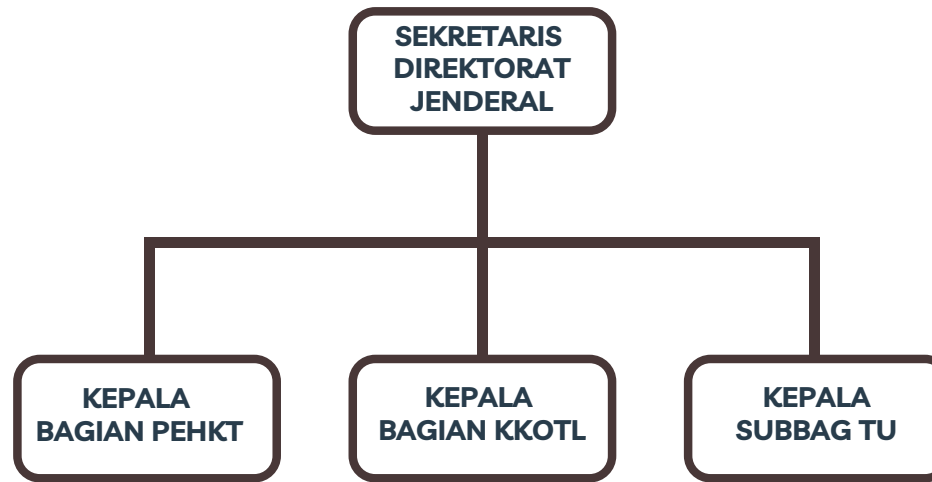 SEKRETARIS
DIREKTORAT
JENDERAL
KEPALA
BAGIAN PEHKT
KEPALA
BAGIAN KKOTL
KEPALA
SUBBAG TU